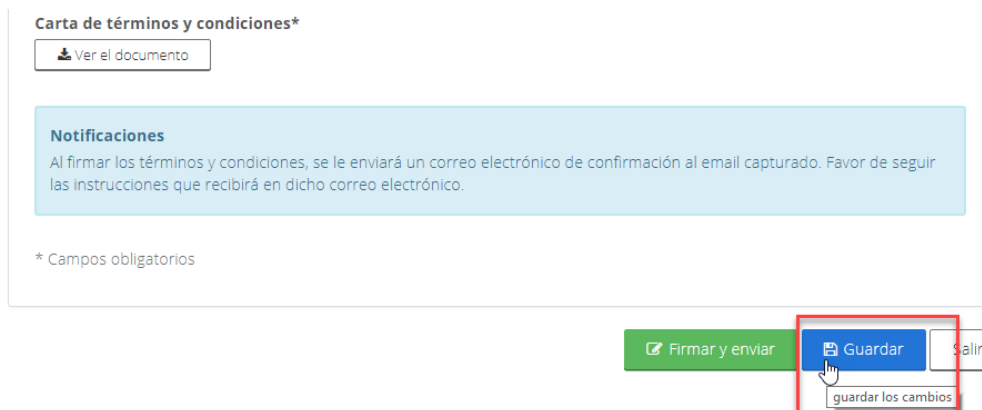 Carta de términos y condiciones*
Ver el documento
Notificaciones
Al firmar los términos y condiciones, se le enviará un correo electrónico de confirmación al email capturado. Favor de seguir
las instrucciones que recibirá en dicho correo electrónico.
* Campos obligatorios
Firmar y enviar Guardar Salir
guardar los cambios